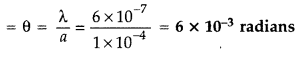 = θ = λ/a = 6×10⁻⁷/1×10⁻⁴ = 6 × 10⁻³ radians